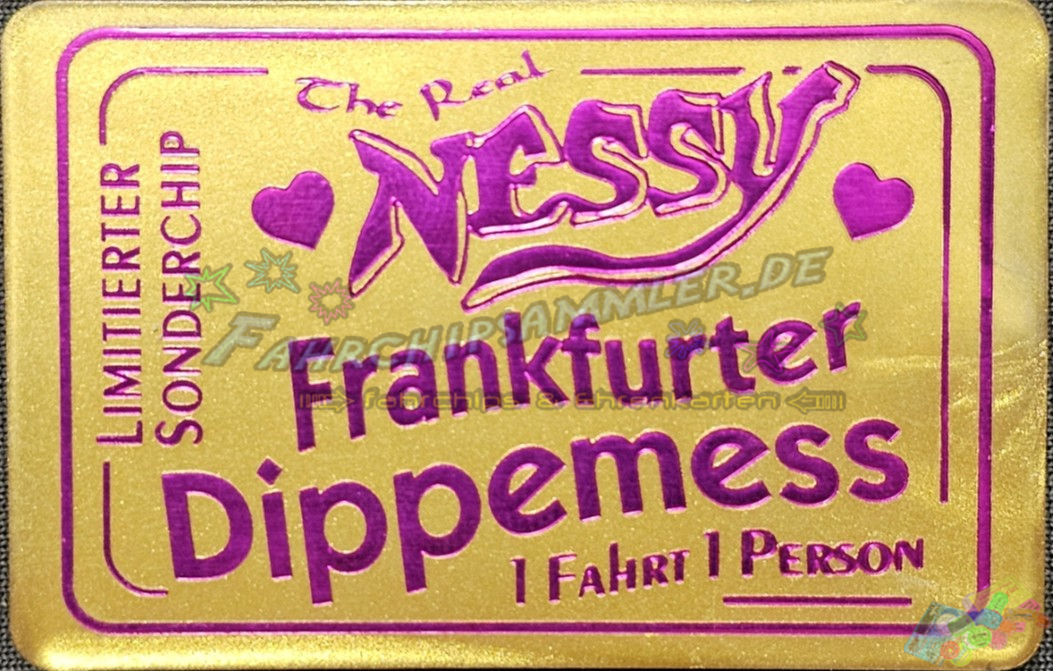 The Real
NESSY
LIMITIERTER
SONDERCHIP
FAHRCHIPSAMMLER.DE
Frankfurter
fahrchips & ehrenkarten
Dippemess
1 FAHRT 1 PERSON